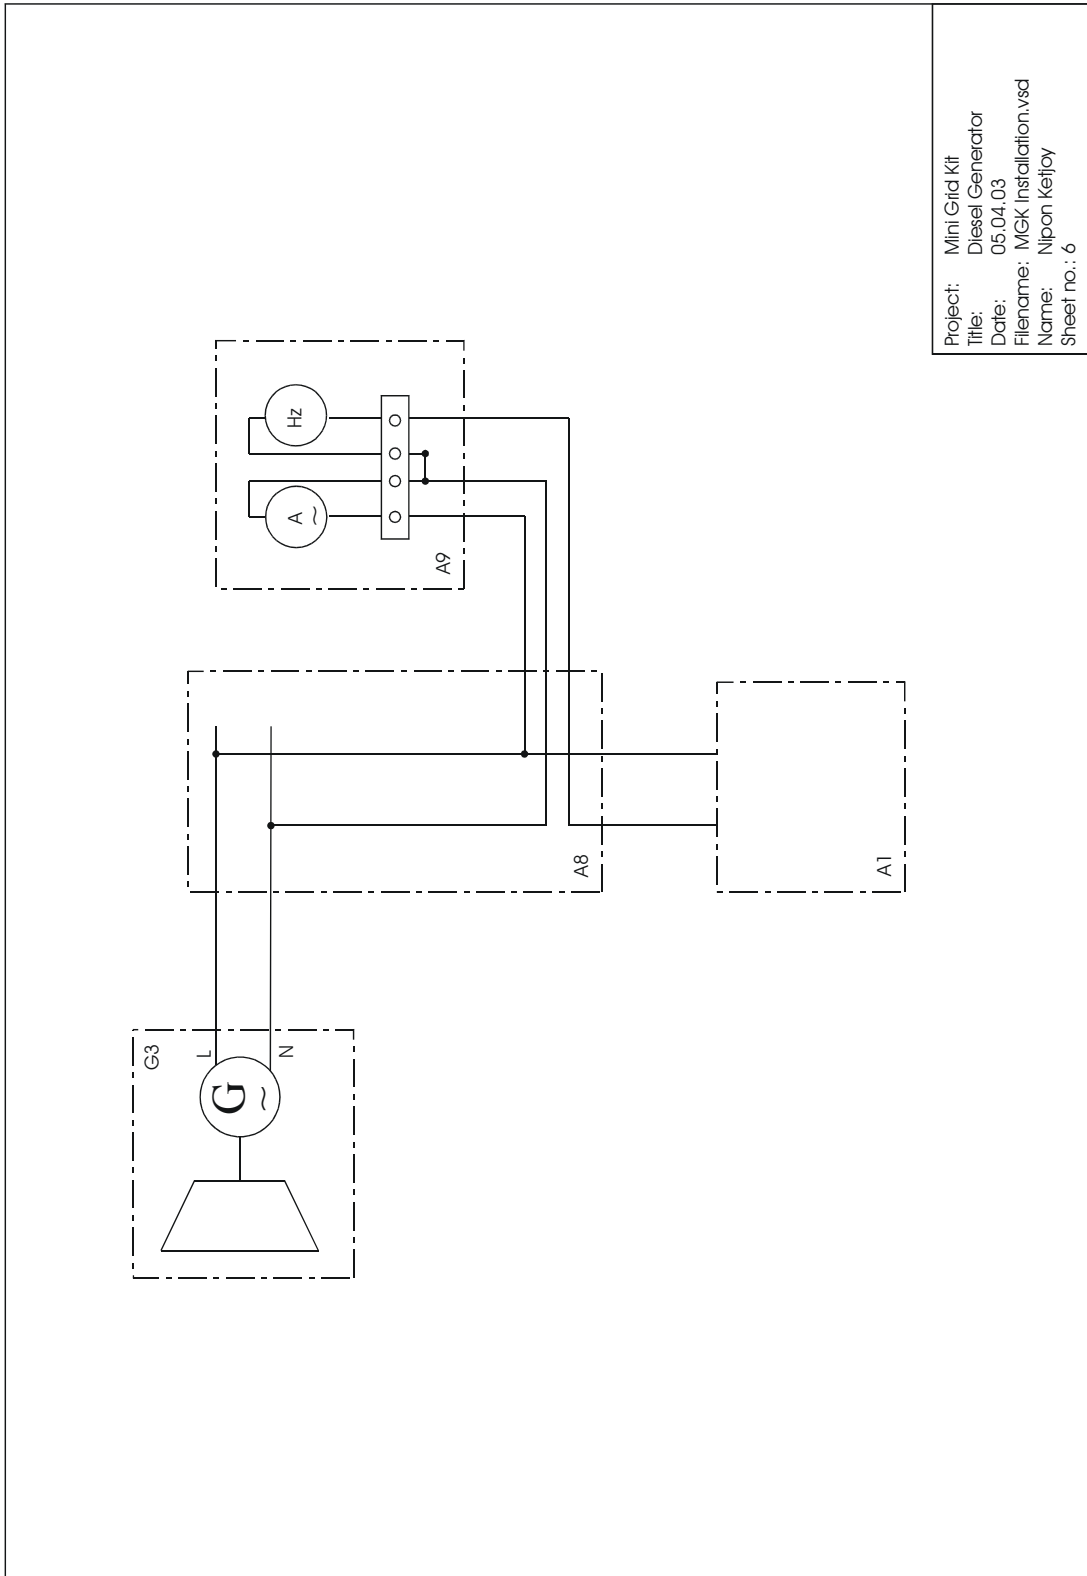 G3
L
N
G
~
A8
A9
A
~
Hz
A1
Project: Mini Grid Kit
Title: Diesel Generator
Date: 05.04.03
Filename: MGK Installation.vsd
Name: Nipon Ketjoy
Sheet no.: 6